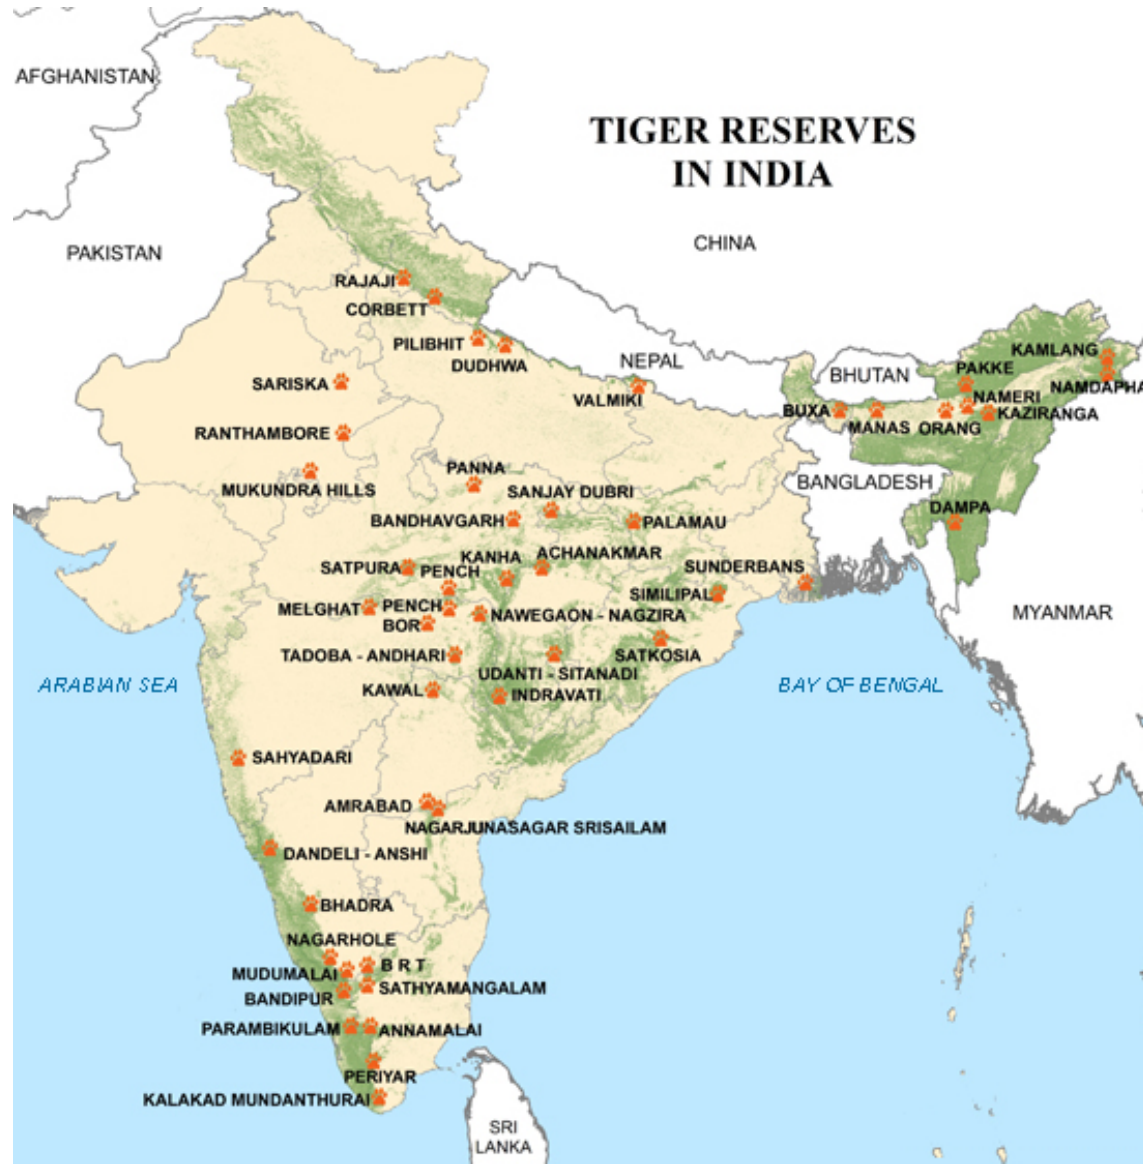 TIGER RESERVES
IN INDIA
AFGHANISTAN
PAKISTAN
CHINA
RAJAJI
CORBETT
PILIBHIT
DUDHWA
NEPAL
SARISKA
VALMIKI
BHUTAN
KAMLANG
PAKKE
NAMDAPHA
NAMERI
BUXA
MANAS
ORANG
KAZIRANGA
RANTHAMBORE
PANNA
MUKUNDRA HILLS
SANJAY DUBRI
BANGLADESH
DAMPA
BANDHAVGARH
PALAMAU
KANHA
ACHANAKMAR
SATPURA
PENCH
SUNDERBANS
SIMILIPAL
MELGHAT
PENCH
NAWEGAON - NAGZIRA
MYANMAR
BOR
TADOBA - ANDHARI
SATKOSIA
UDANTI - SITANADI
ARABIAN SEA
BAY OF BENGAL
KAWAL
INDRAVATI
SAHYADARI
AMRABAD
NAGARJUNASAGAR SRISAILAM
DANDELI - ANSHI
BHADRA
NAGARHOLE
B R T
MUDUMALAI
SATHYAMANGALAM
BANDIPUR
PARAMBIKULAM
ANNAMALAI
PERIYAR
KALAKAD MUNDANTHURAI
SRI
LANKA